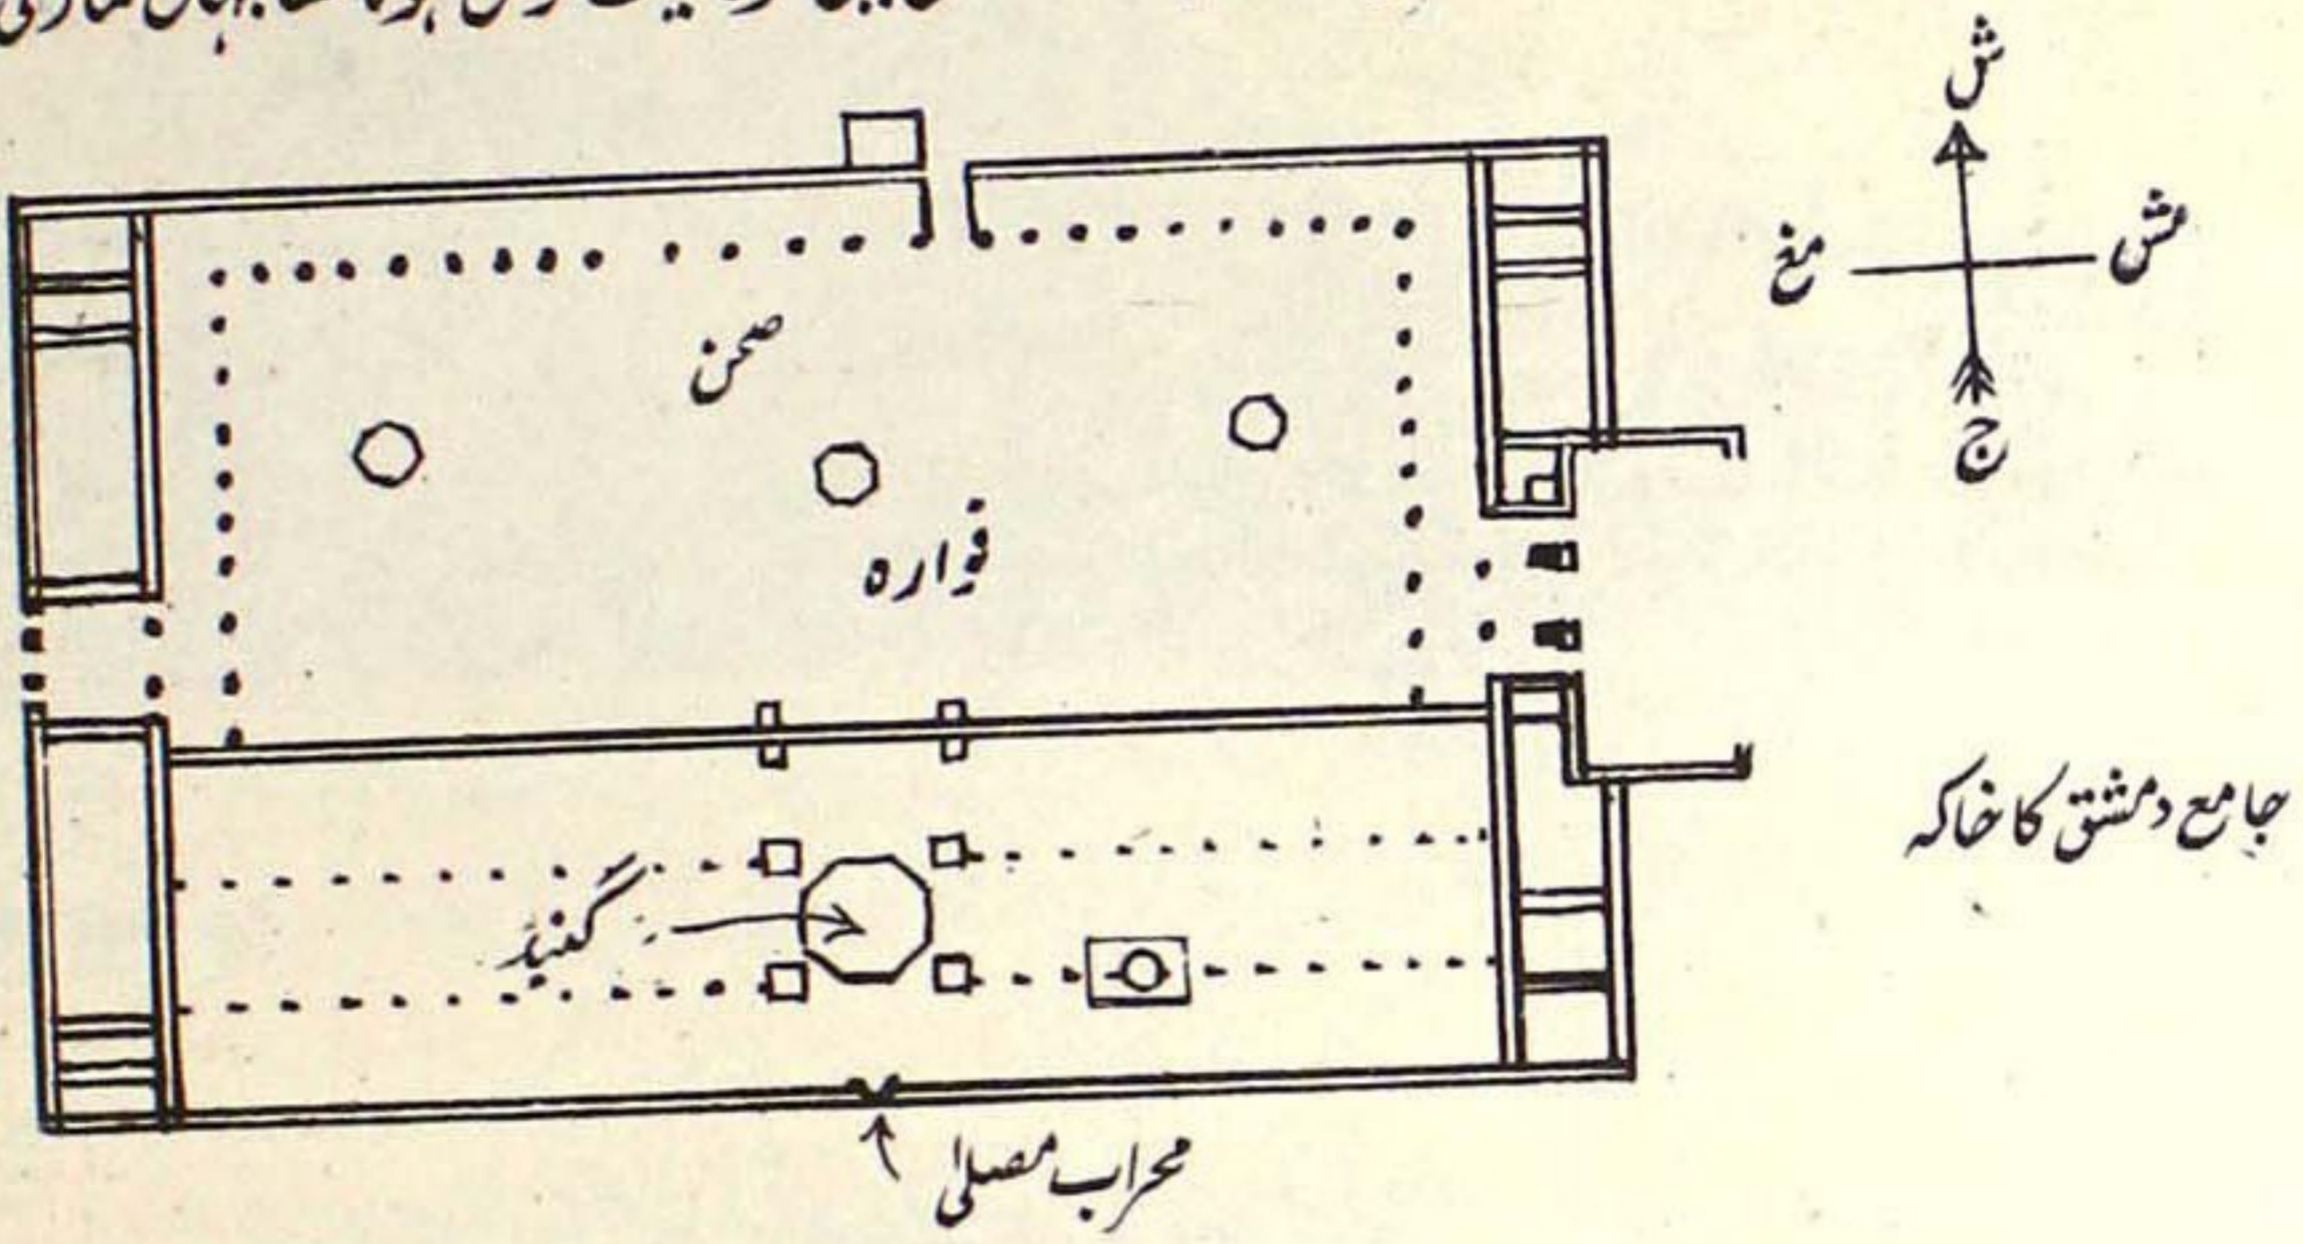 ش
مغ
مش
ج
صحن
فوارہ
جامع دمشق کا خاکہ
گنبد
محراب مصلیٰ